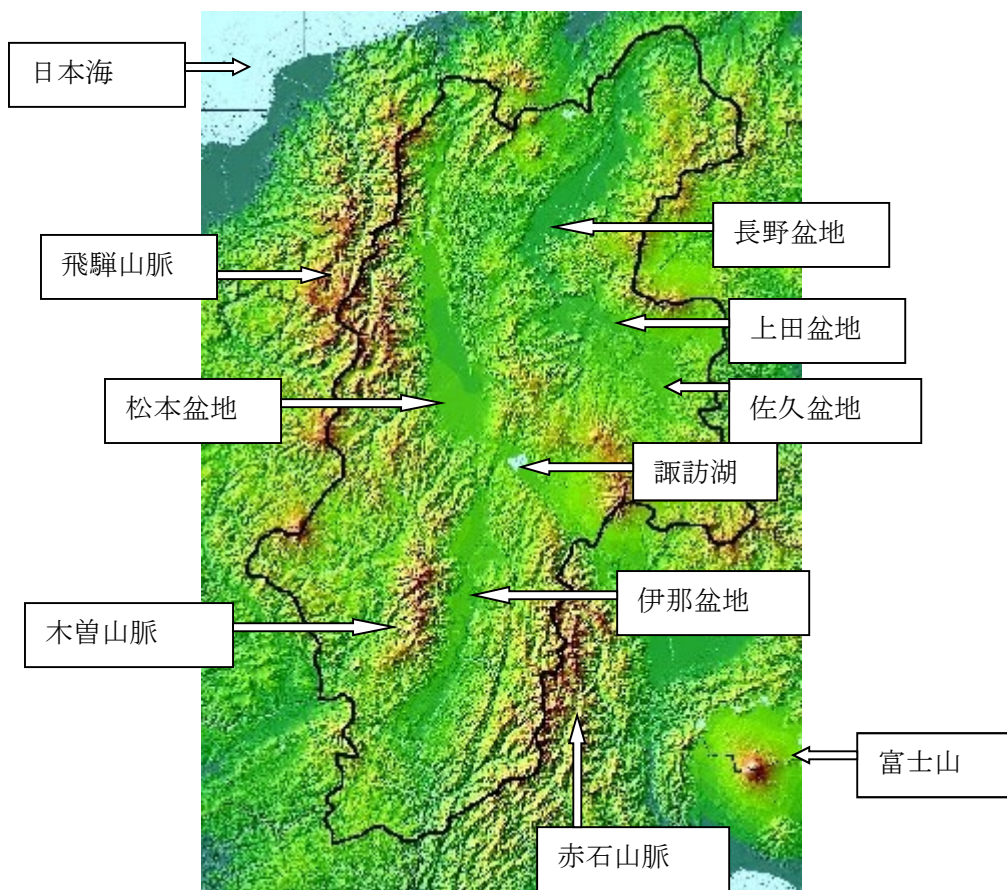 日本海
長野盆地
飛騨山脈
上田盆地
松本盆地
佐久盆地
諏訪湖
伊那盆地
木曽山脈
富士山
赤石山脈